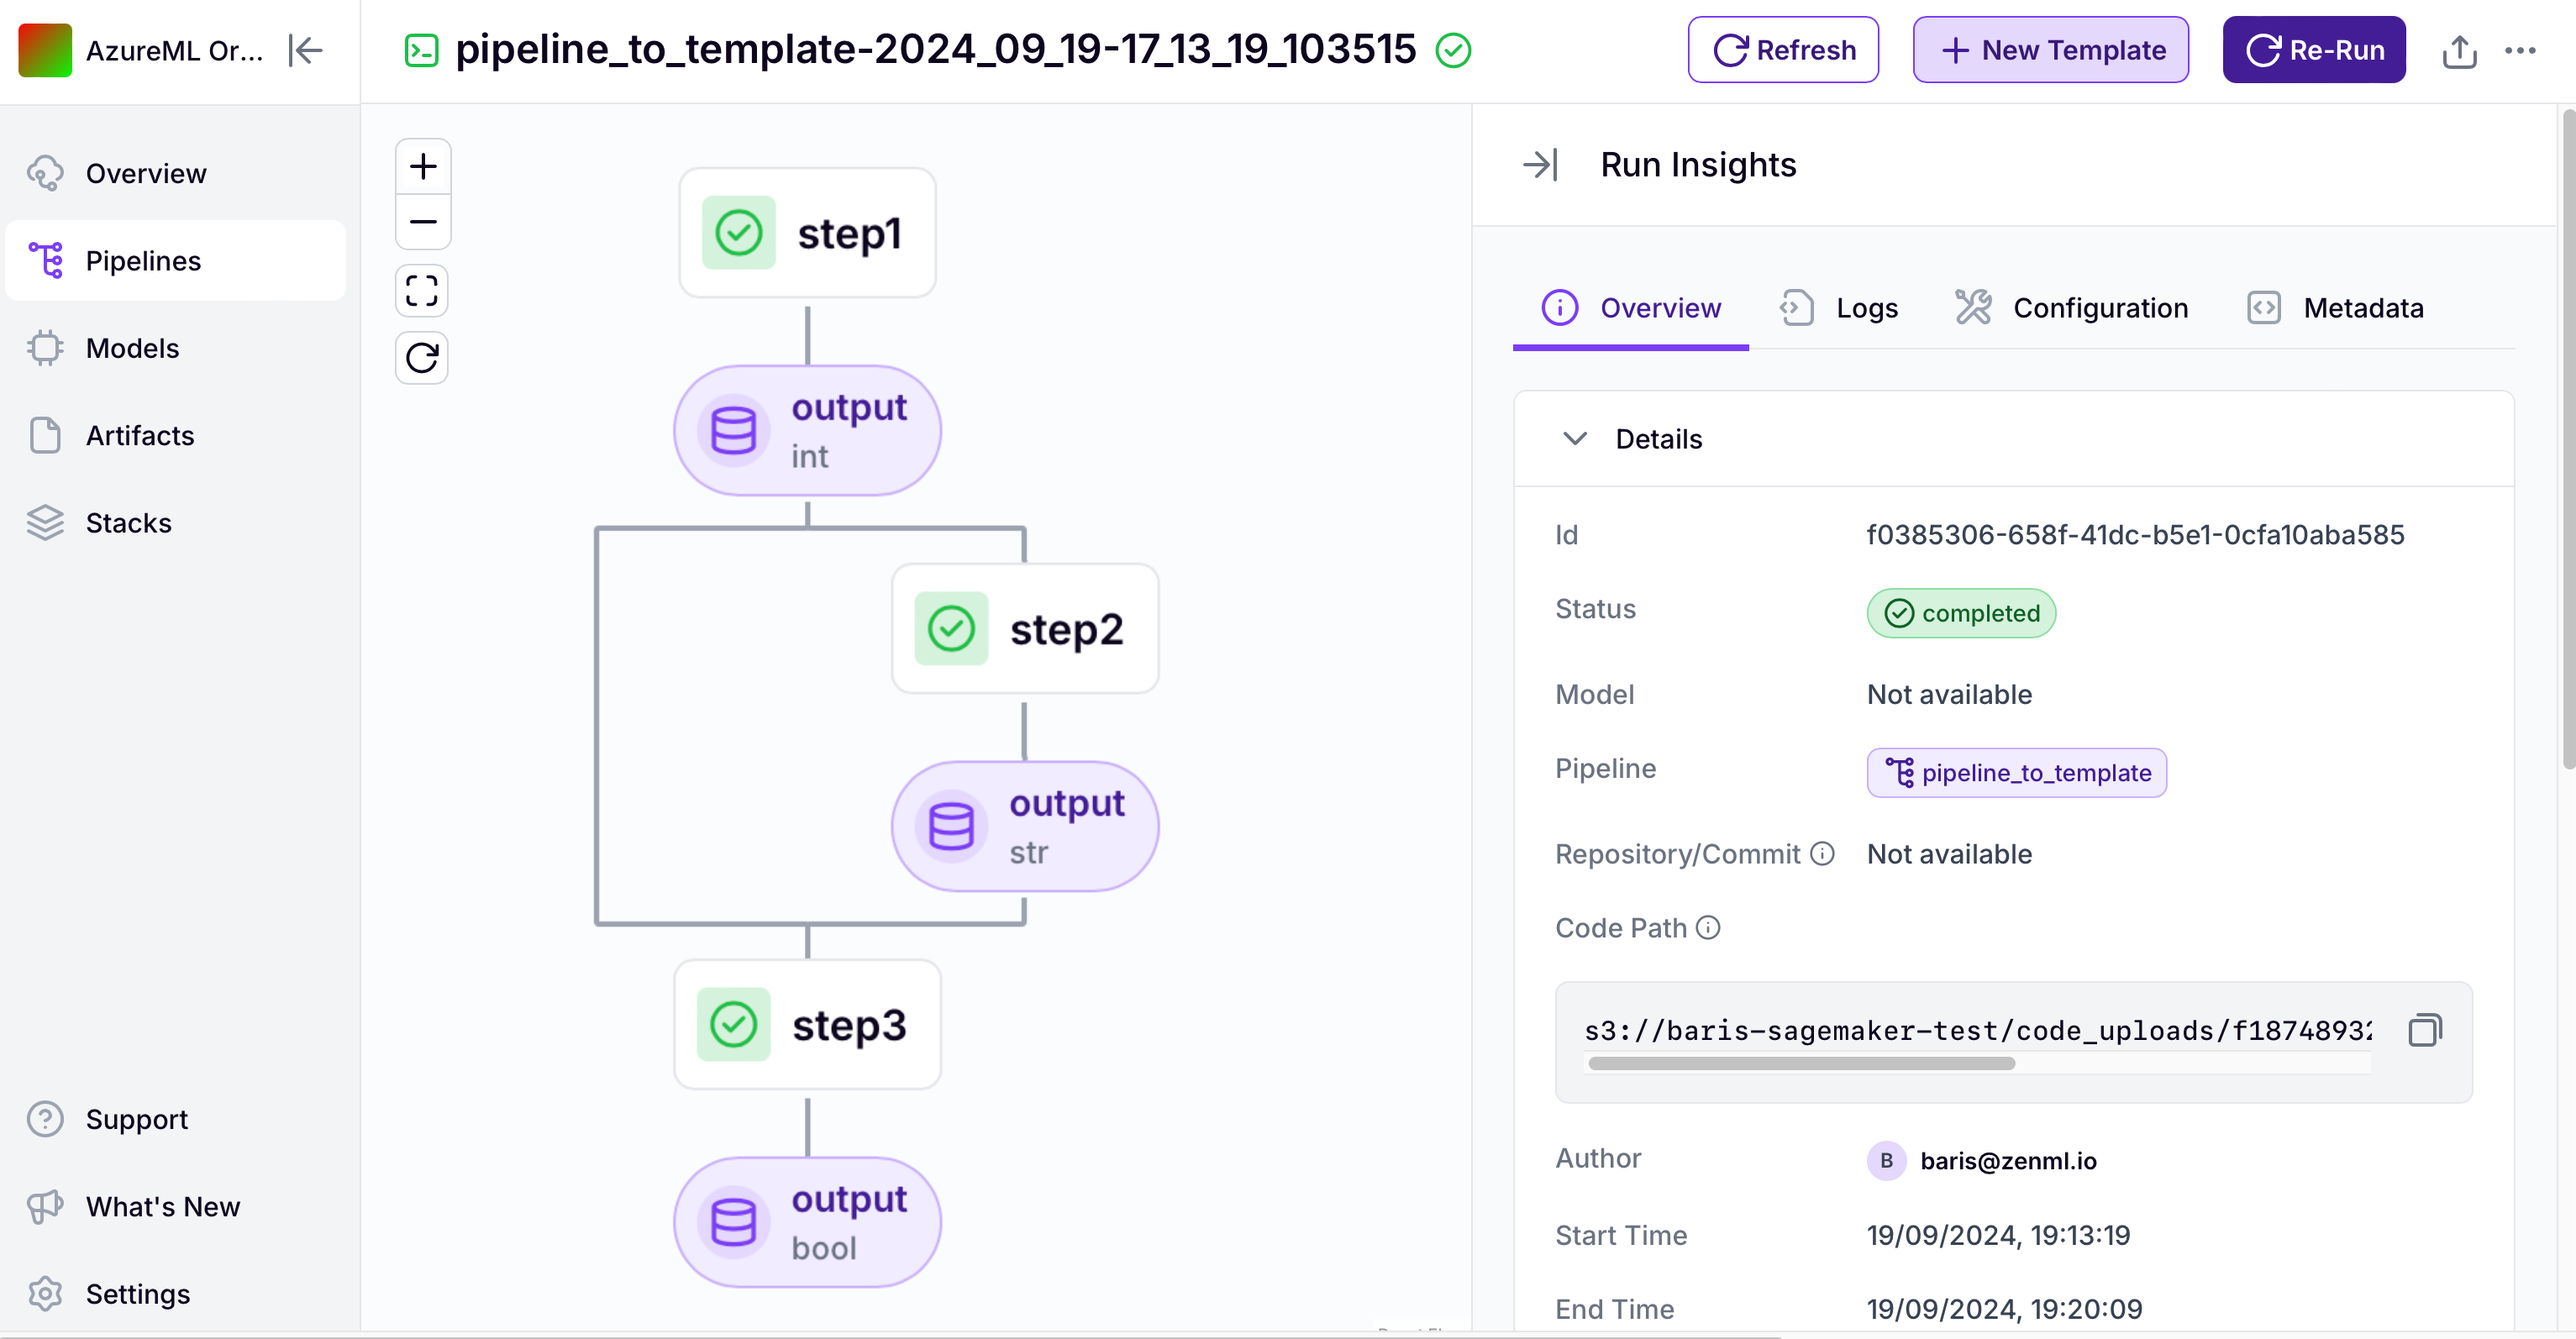 AzureML Or...
pipeline_to_template-2024_09_19-17_13_19_103515
Refresh
New Template
Re-Run
Overview
Pipelines
Models
Artifacts
Stacks
Support
What's New
Settings
step1
output
int
step2
output
str
step3
output
bool
Run Insights
Overview
Logs
Configuration
Metadata
Details
Id
f0385306-658f-41dc-b5e1-0cfa10aba585
Status
completed
Model
Not available
Pipeline
pipeline_to_template
Repository/Commit
Not available
Code Path
s3://baris-sagemaker-test/code_uploads/f1874893
Author
B
baris@zenml.io
Start Time
19/09/2024, 19:13:19
End Time
19/09/2024, 19:20:09